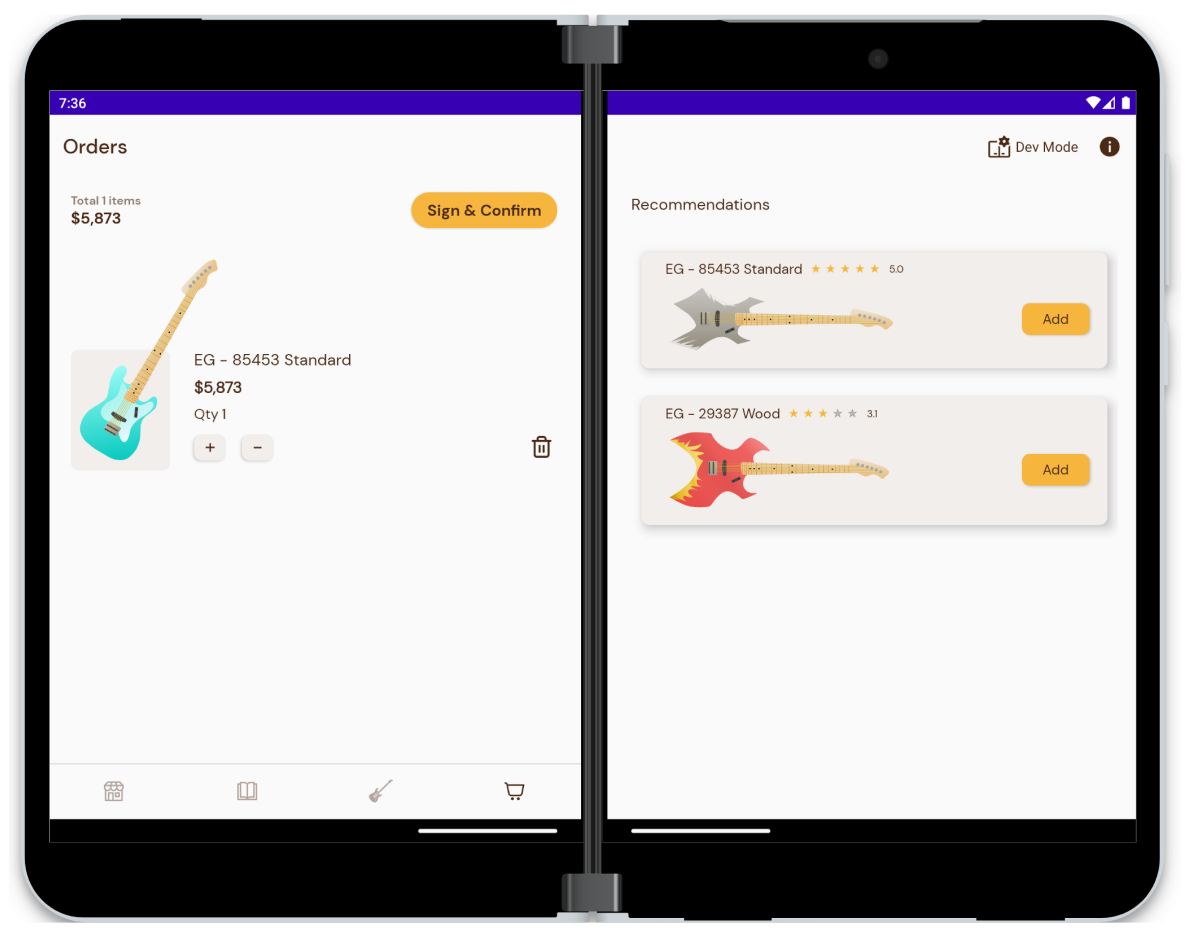 7:36
Orders
Total 1 items
$5,873
Sign & Confirm
EG - 85453 Standard
$5,873
Qty 1
+ -
Dev Mode
Recommendations
EG - 85453 Standard 5.0
Add
EG - 29387 Wood 3.1
Add